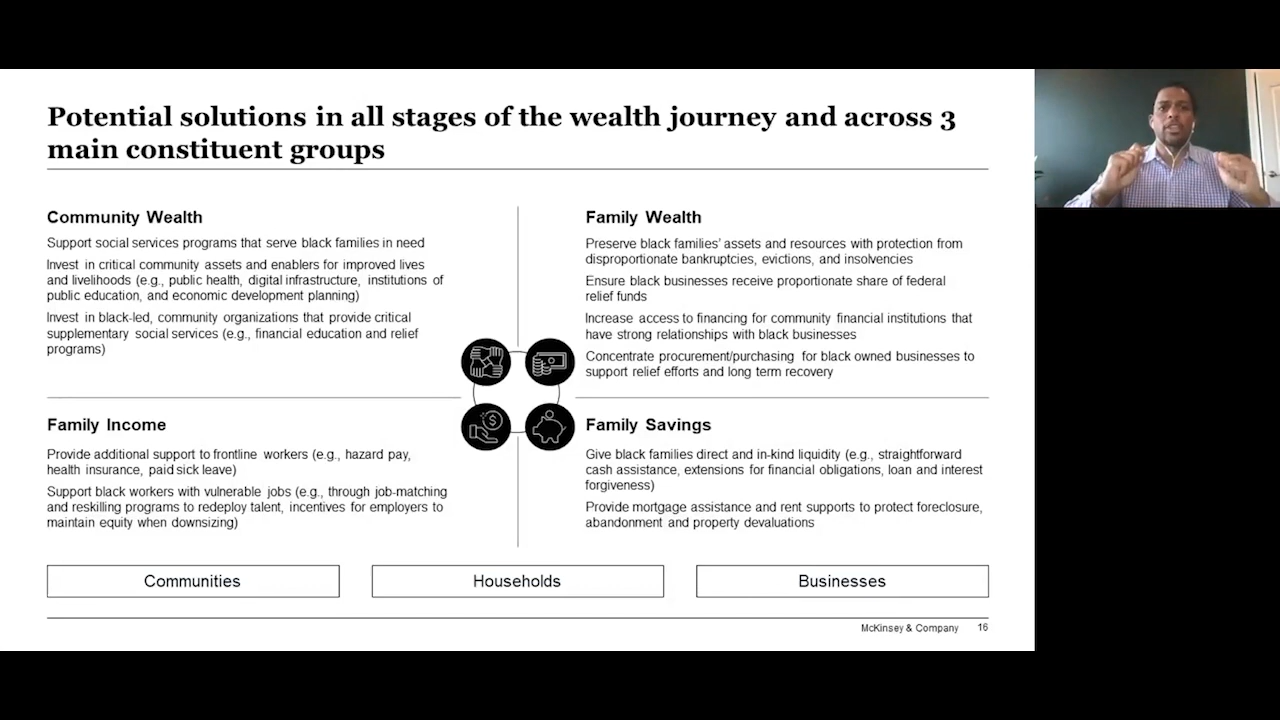 Potential solutions in all stages of the wealth journey and across 3
main constituent groups
Community Wealth
Support social services programs that serve black families in need
Invest in critical community assets and enablers for improved lives
and livelihoods (e.g., public health, digital infrastructure, institutions of
public education, and economic development planning)
Invest in black-led, community organizations that provide critical
supplementary social services (e.g., financial education and relief
programs)
Family Wealth
Preserve black families' assets and resources with protection from
disproportionate bankruptcies, evictions, and insolvencies
Ensure black businesses receive proportionate share of federal
relief funds
Increase access to financing for community financial institutions that
have strong relationships with black businesses
Concentrate procurement/purchasing for black owned businesses to
support relief efforts and long term recovery
Family Income
Provide additional support to frontline workers (e.g., hazard pay,
health insurance, paid sick leave)
Support black workers with vulnerable jobs (e.g., through job-matching
and reskilling programs to redeploy talent, incentives for employers to
maintain equity when downsizing)
Family Savings
Give black families direct and in-kind liquidity (e.g., straightforward
cash assistance, extensions for financial obligations, loan and interest
forgiveness)
Provide mortgage assistance and rent supports to protect foreclosure,
abandonment and property devaluations
Communities
Households
Businesses
McKinsey & Company 16